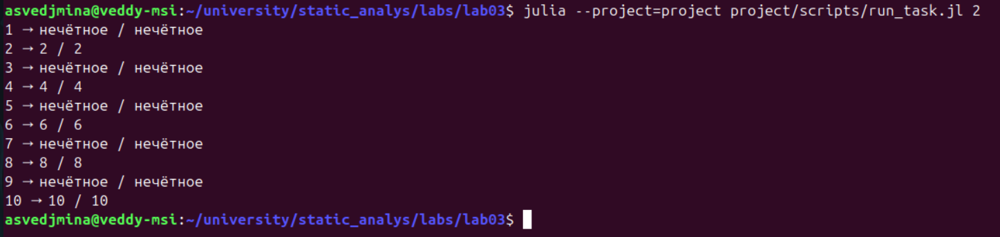 asvedjmina@veddy-msi:~/university/static_analys/labs/lab03$ julia --project=project project/scripts/run_task.jl 2
1 → нечётное / нечётное
2 → 2 / 2
3 → нечётное / нечётное
4 → 4 / 4
5 → нечётное / нечётное
6 → 6 / 6
7 → нечётное / нечётное
8 → 8 / 8
9 → нечётное / нечётное
10 → 10 / 10
asvedjmina@veddy-msi:~/university/static_analys/labs/lab03$